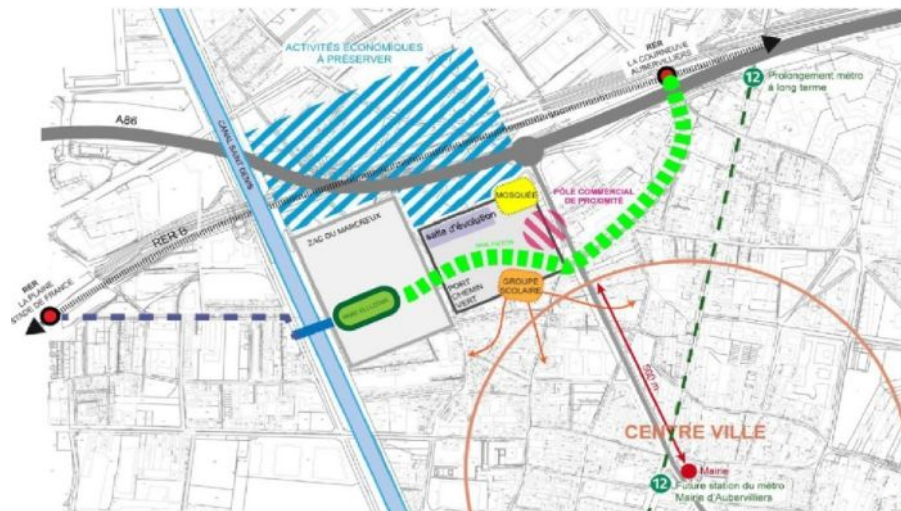 ACTIVITÉS ÉCONOMIQUES
À PRÉSERVER
RER
LA COURNEUVE
AUBERVILLIERS
12
Prolongement métro
à long terme
A86
CANAL SAINT DENIS
RER B
MOSQUÉE
PÔLE COMMERCIAL
DE PROXIMITÉ
salle d'évolution
ZAC DU MARCREUX
PORT
CHEMIN
VERT
GROUPE
SCOLAIRE
RER
LA PLAINE
STADE DE FRANCE
CENTRE VILLE
Mairie
12
Future station du métro
Mairie d'Aubervilliers